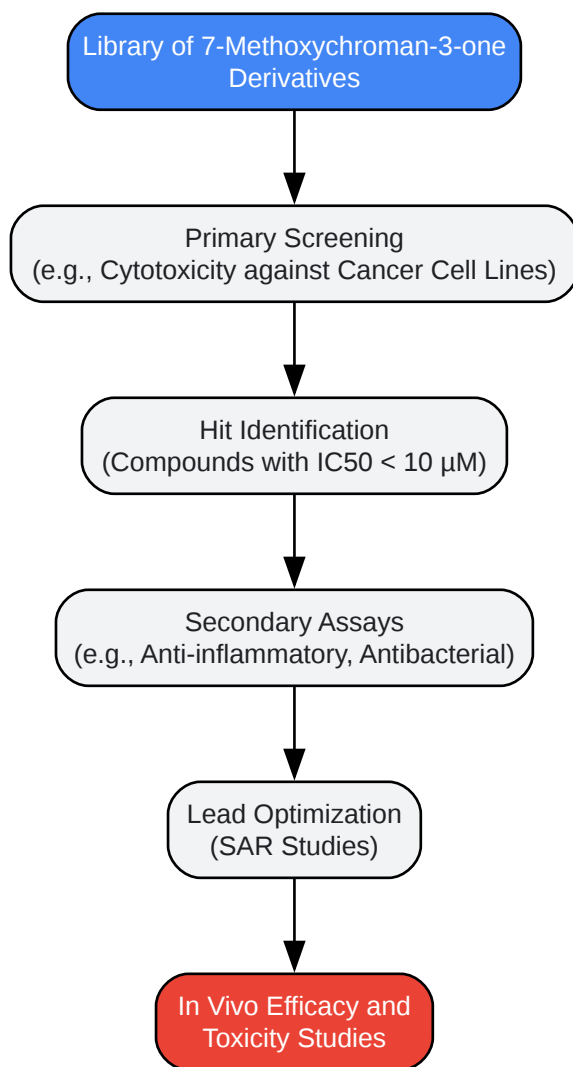 Library of 7-Methoxychroman-3-one
Derivatives
Primary Screening
(e.g., Cytotoxicity against Cancer Cell Lines)
Hit Identification
(Compounds with IC50 < 10 µM)
Secondary Assays
(e.g., Anti-inflammatory, Antibacterial)
Lead Optimization
(SAR Studies)
In Vivo Efficacy and
Toxicity Studies